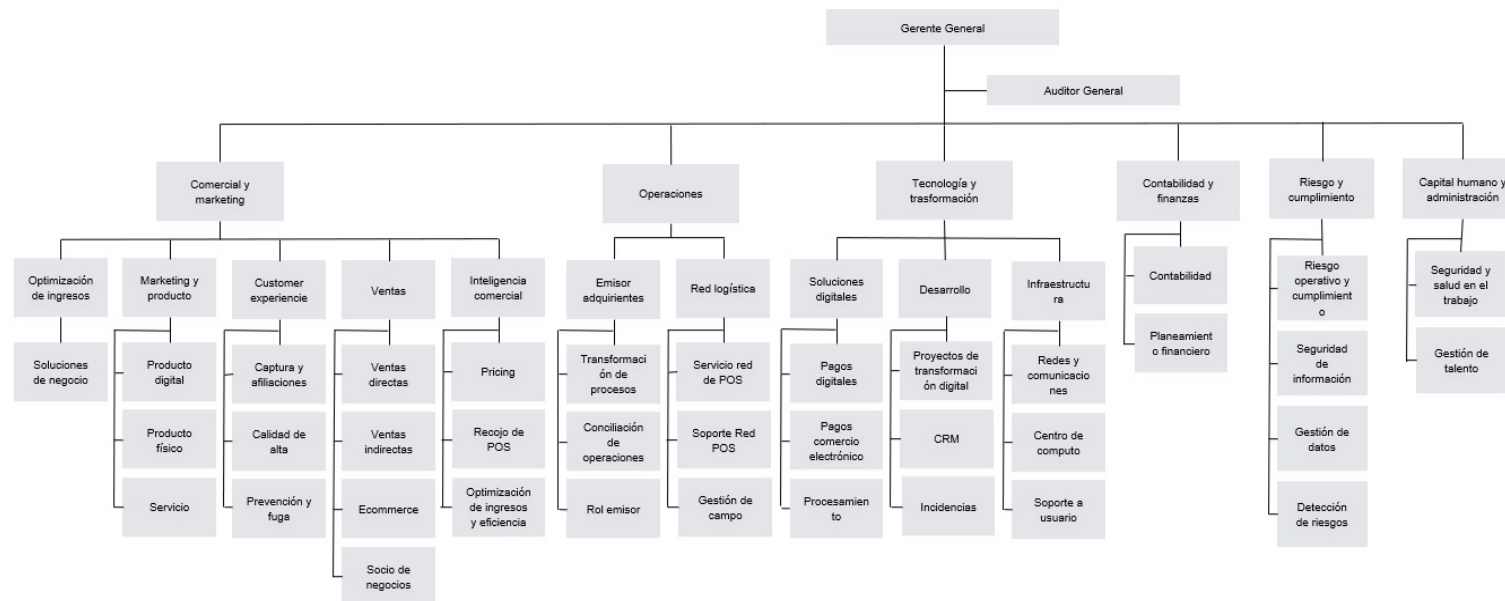 Gerente General
Auditor General
Comercial y
marketing
Operaciones
Tecnología y
trasformación
Contabilidad y
finanzas
Riesgo y
cumplimiento
Capital humano y
administración
Optimización
de ingresos
Marketing y
producto
Customer
experiencie
Ventas
Inteligencia
comercial
Emisor
adquirientes
Red logística
Soluciones
digitales
Desarrollo
Infraestructu
ra
Contabilidad
Riesgo
operativo y
cumplimient
o
Seguridad y
salud en el
trabajo
Soluciones
de negocio
Producto
digital
Captura y
afiliaciones
Ventas
directas
Pricing
Transformaci
ón de
procesos
Servicio red
de POS
Pagos
digitales
Proyectos de
transformaci
ón digital
Redes y
comunicacio
nes
Planeamient
o financiero
Seguridad
de
información
Gestión de
talento
Producto
físico
Calidad de
alta
Ventas
indirectas
Recojo de
POS
Conciliación
de
operaciones
Soporte Red
POS
Pagos
comercio
electrónico
CRM
Centro de
computo
Gestión de
datos
Servicio
Prevención y
fuga
Ecommerce
Optimización
de ingresos
y eficiencia
Rol emisor
Gestión de
campo
Procesamie
nto
Incidencias
Soporte a
usuario
Detección
de riesgos
Socio de
negocios